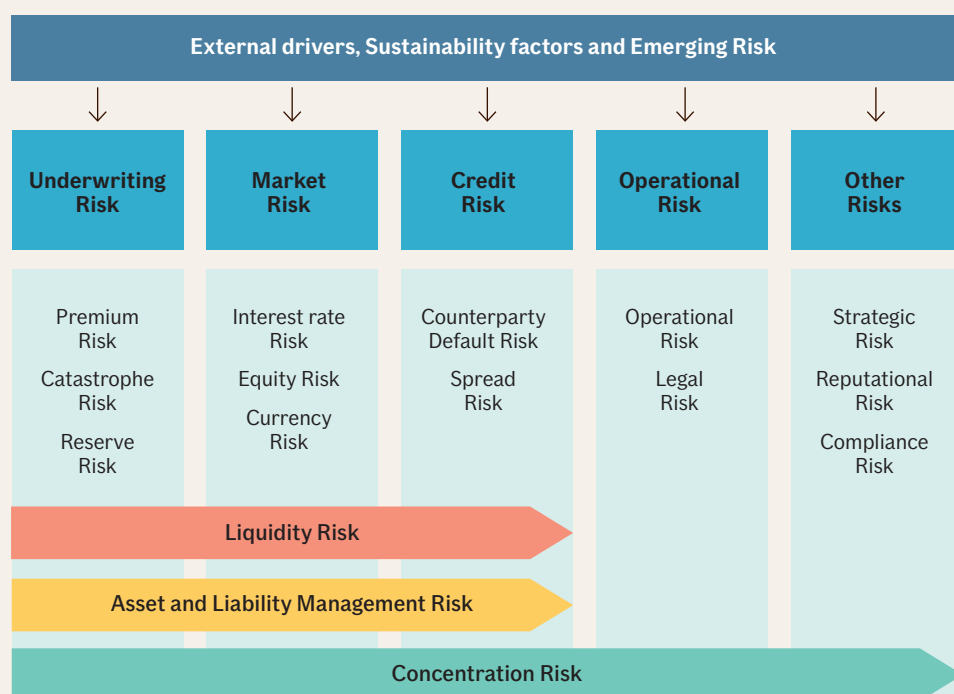 External drivers, Sustainability factors and Emerging Risk
Underwriting
Risk
Market
Risk
Credit
Risk
Operational
Risk
Other
Risks
Premium
Risk
Catastrophe
Risk
Reserve
Risk
Interest rate
Risk
Equity Risk
Currency
Risk
Counterparty
Default Risk
Spread
Risk
Operational
Risk
Legal
Risk
Strategic
Risk
Reputational
Risk
Compliance
Risk
Liquidity Risk
Asset and Liability Management Risk
Concentration Risk